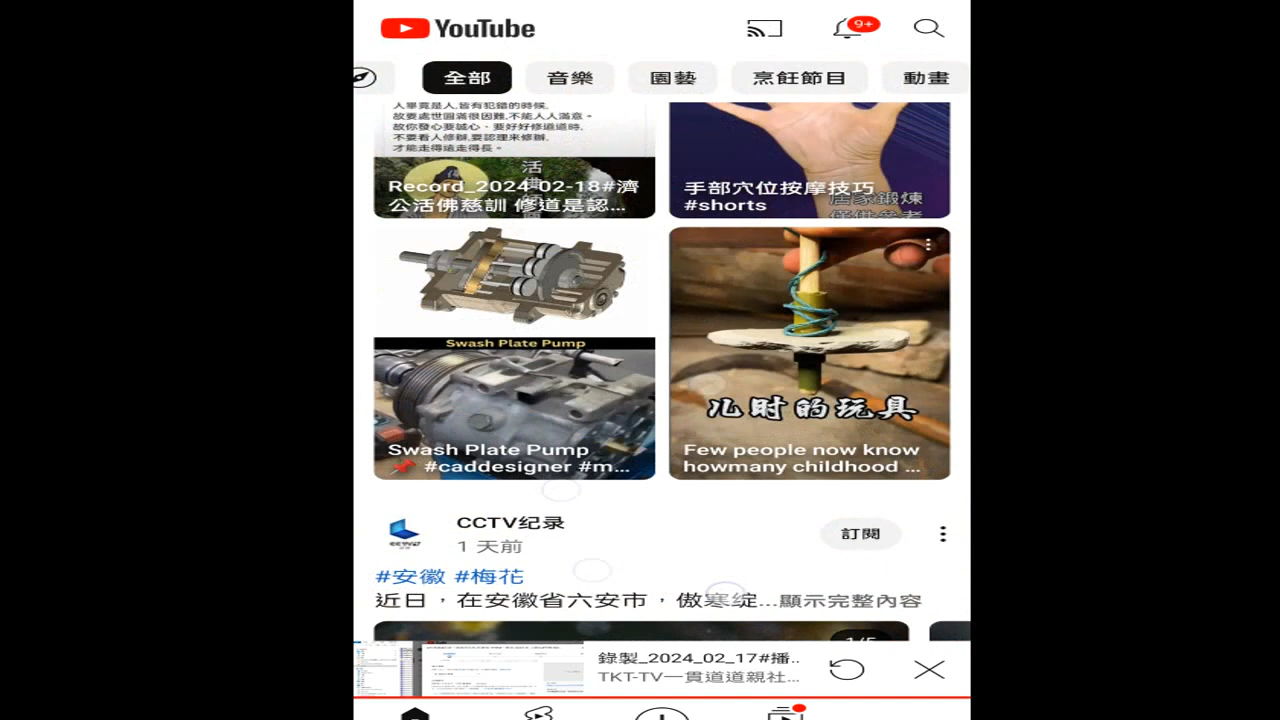 YouTube
9+
全部 音樂 園藝 烹飪節目 動畫
人畢竟是人,皆有犯錯的時候,
故要處世圓滿很困難,不能人人滿意。
故你發心要誠心、要好好修道道時,
不要看人修辦,要認理來修辦,
才能走得遠走得長。
活佛
Record_2024-02-18#濟
公活佛慈訓 修道是認...
手部穴位按摩技巧
#shorts
居家鍛煉
僅供參考
Swash Plate Pump
Swash Plate Pump
📌 #caddesigner #m...
儿时的玩具
Few people now know
howmany childhood ...
CCTV纪录
1 天前
訂閱
#安徽 #梅花
近日，在安徽省六安市，傲寒绽...顯示完整內容
1/5
錄製_2024_02_17#播..
TKT-TV一貫道道親社...